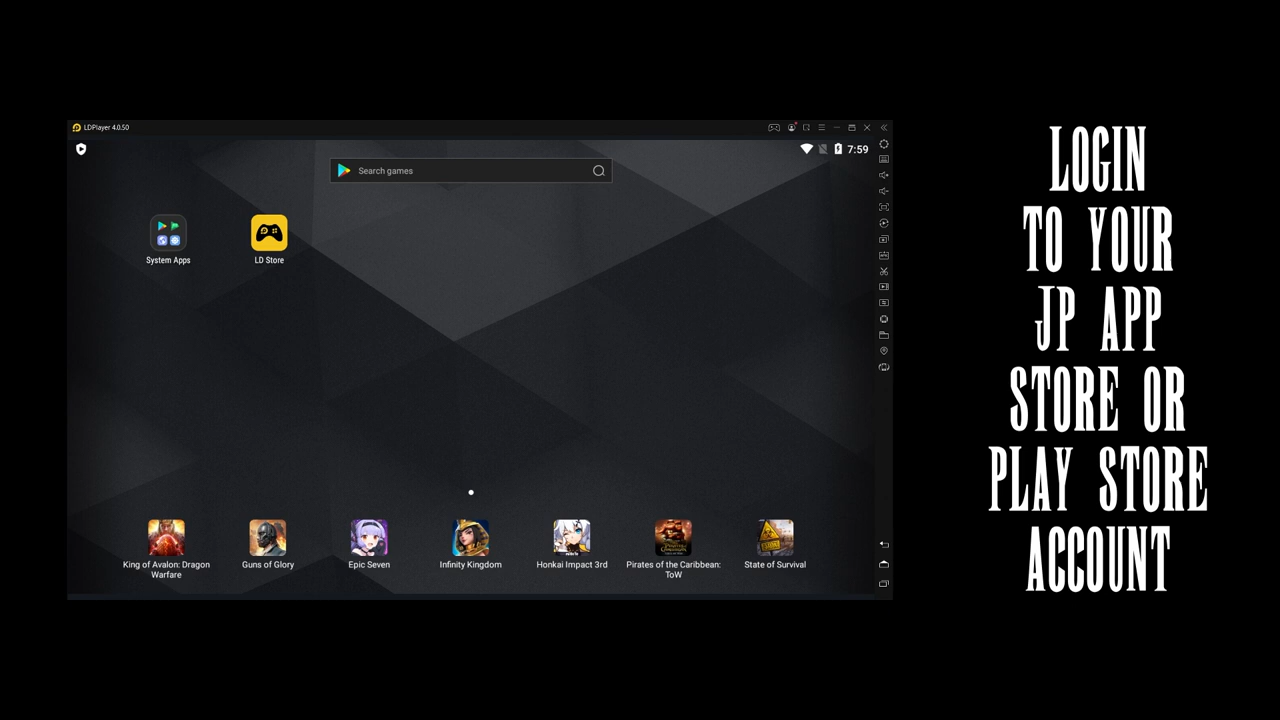 LDPlayer 4.0.50
7:59
Search games
System Apps
LD Store
King of Avalon: Dragon
Warfare
Guns of Glory
Epic Seven
Infinity Kingdom
Honkai Impact 3rd
Pirates of the Caribbean:
ToW
State of Survival
LOGIN
TO YOUR
JP APP
STORE OR
PLAY STORE
ACCOUNT